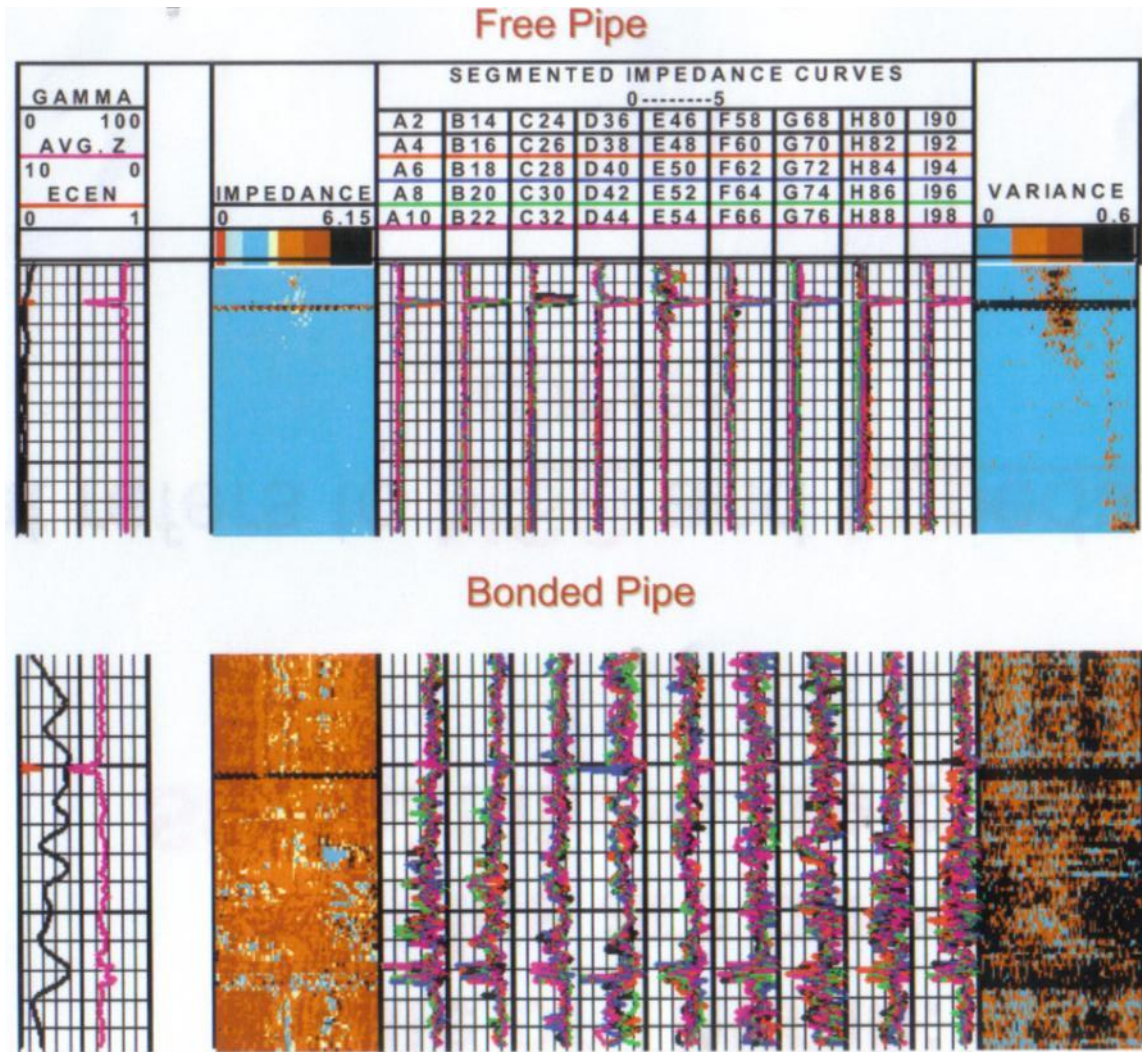 Free Pipe
SEGMENTED IMPEDANCE CURVES
0--------5
GAMMA
0 100
AVG. Z
10 0
ECEN
0 1
IMPEDANCE
0 6.15
A2 B14 C24 D36 E46 F58 G68 H80 I90
A4 B16 C26 D38 E48 F60 G70 H82 I92
A6 B18 C28 D40 E50 F62 G72 H84 I94
A8 B20 C30 D42 E52 F64 G74 H86 I96
A10 B22 C32 D44 E54 F66 G76 H88 I98
VARIANCE
0 0.6
Bonded Pipe